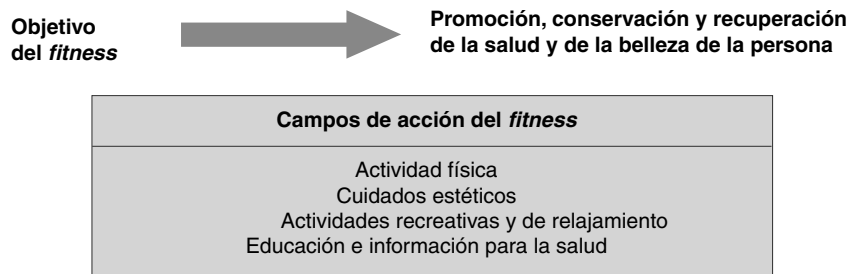 Objetivo
del fitness
Promoción, conservación y recuperación
de la salud y de la belleza de la persona
Campos de acción del fitness
Actividad física
Cuidados estéticos
Actividades recreativas y de relajamiento
Educación e información para la salud